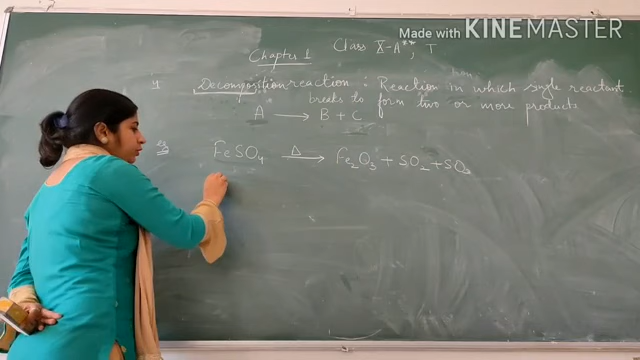 Made with KINEMASTER
Chapter 1 Class X-A**, T
Decomposition reaction : Reaction in which single reactant
breaks to form two or more products
A → B + C
eg FeSO4 —Δ→ Fe2O3 + SO2 + SO3